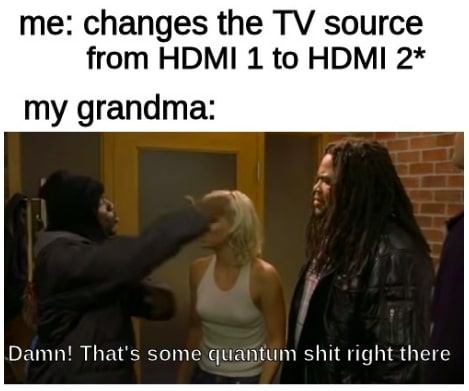 me: changes the TV source
from HDMI 1 to HDMI 2*
my grandma:
Damn! That's some quantum shit right there